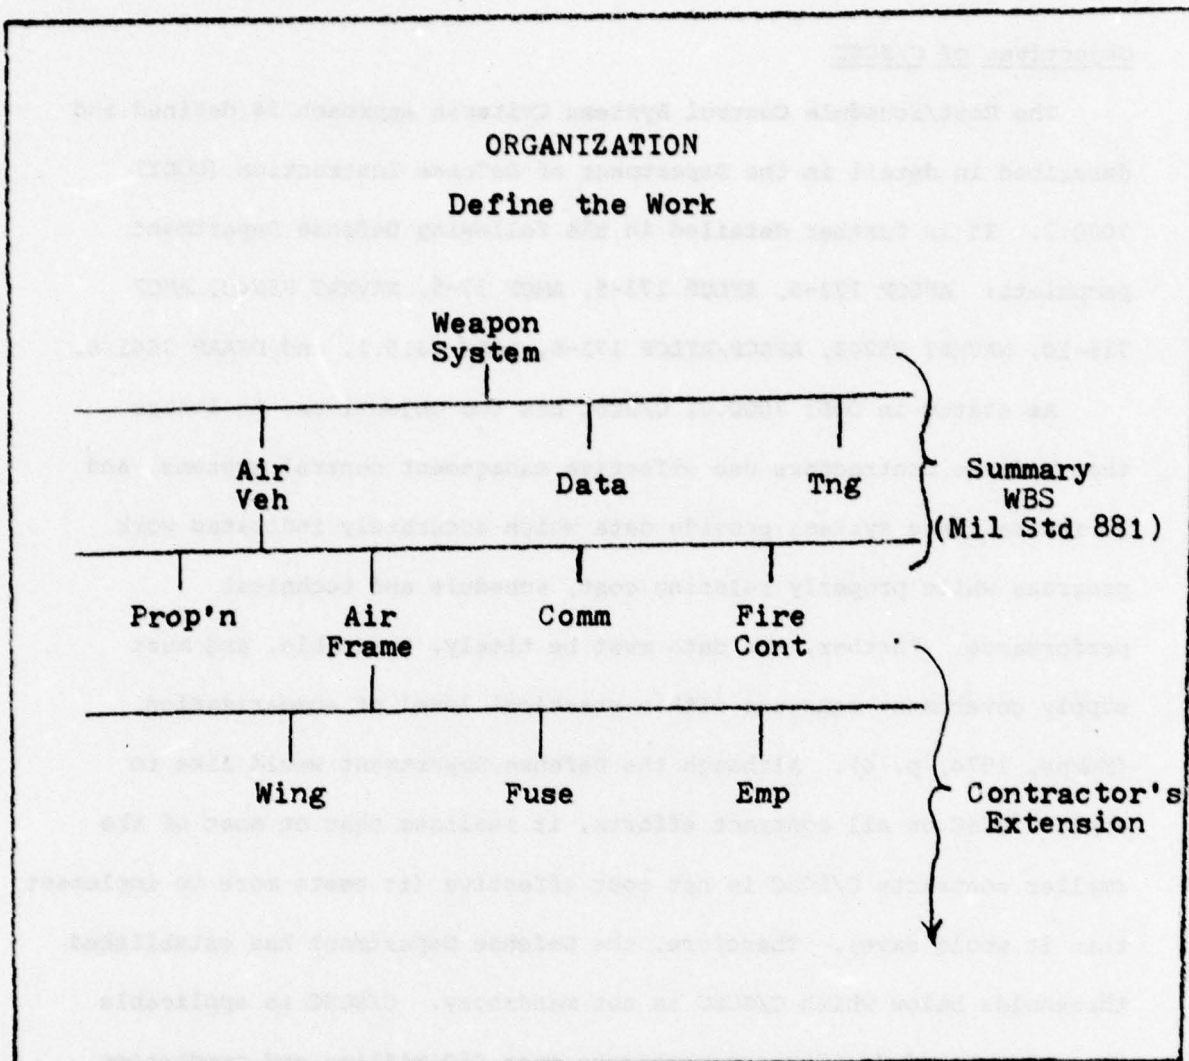 ORGANIZATION
Define the Work
Weapon
System
Air
Veh
Data
Tng
Summary
WBS
(Mil Std 881)
Prop'n
Air
Frame
Comm
Fire
Cont
Wing
Fuse
Emp
Contractor's
Extension